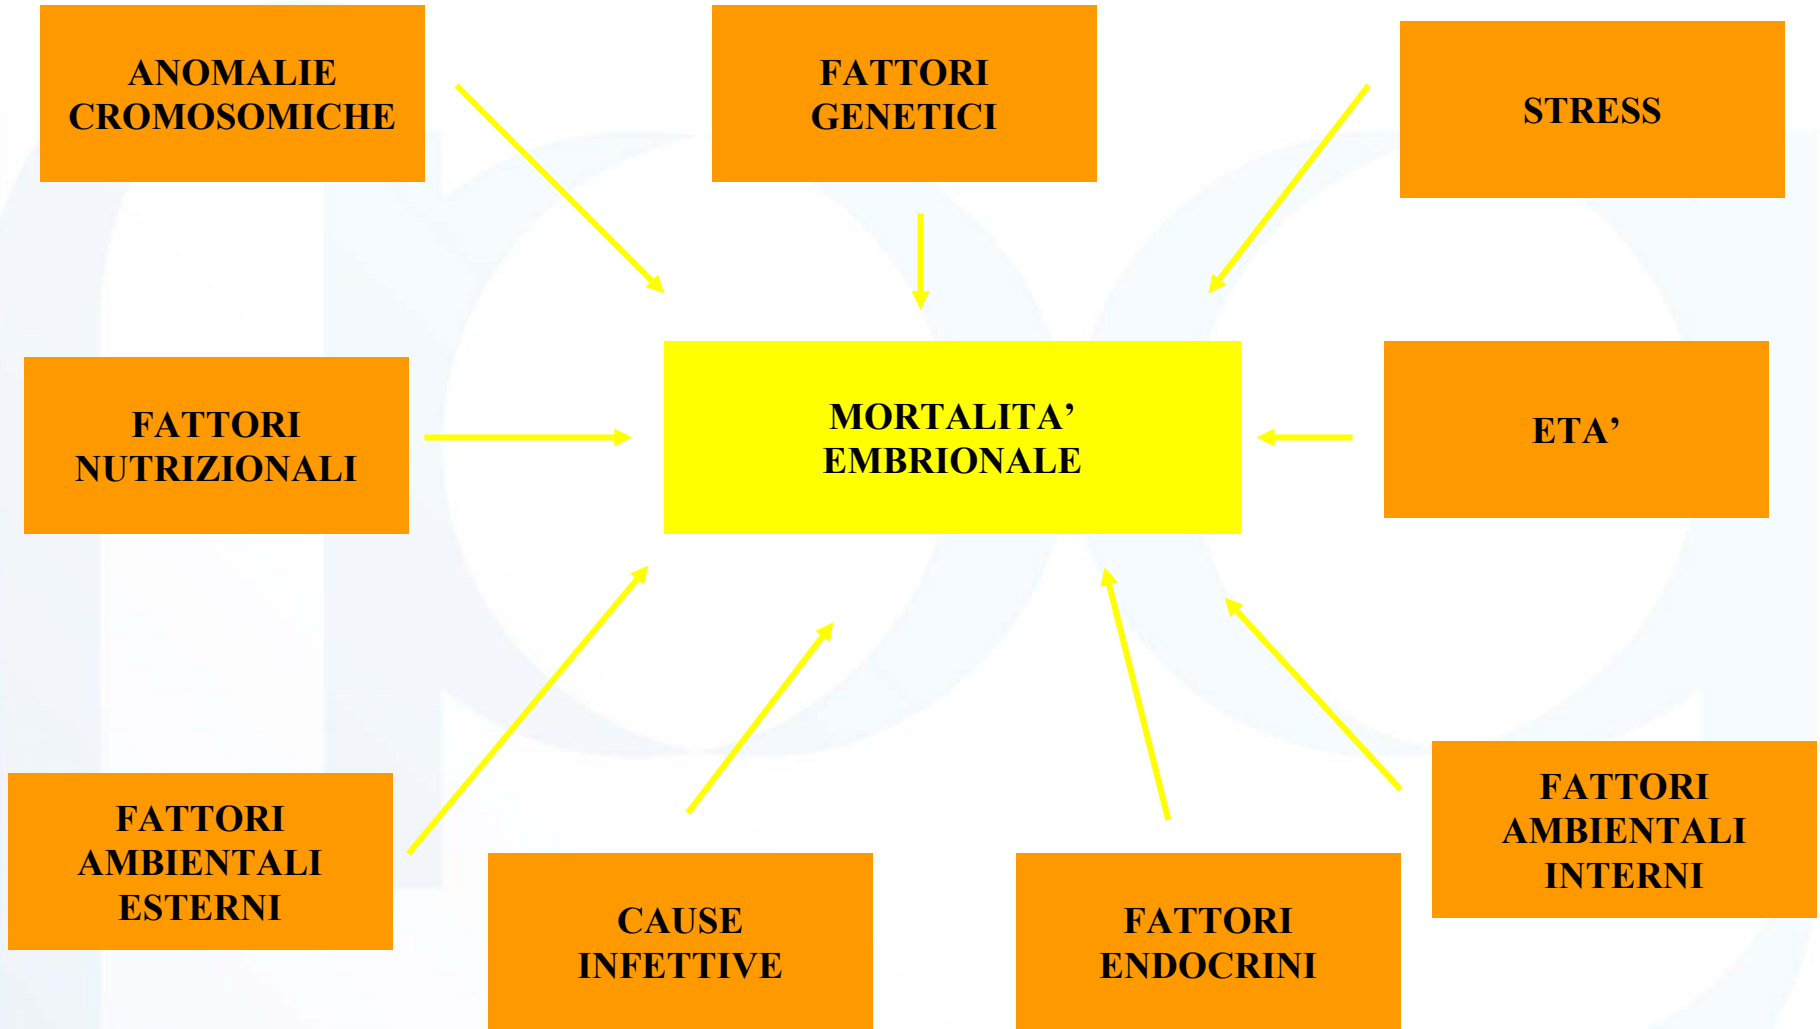 ANOMALIE
CROMOSOMICHE
FATTORI
GENETICI
STRESS
FATTORI
NUTRIZIONALI
MORTALITA’
EMBRIONALE
ETA’
FATTORI
AMBIENTALI
ESTERNI
CAUSE
INFETTIVE
FATTORI
ENDOCRINI
FATTORI
AMBIENTALI
INTERNI